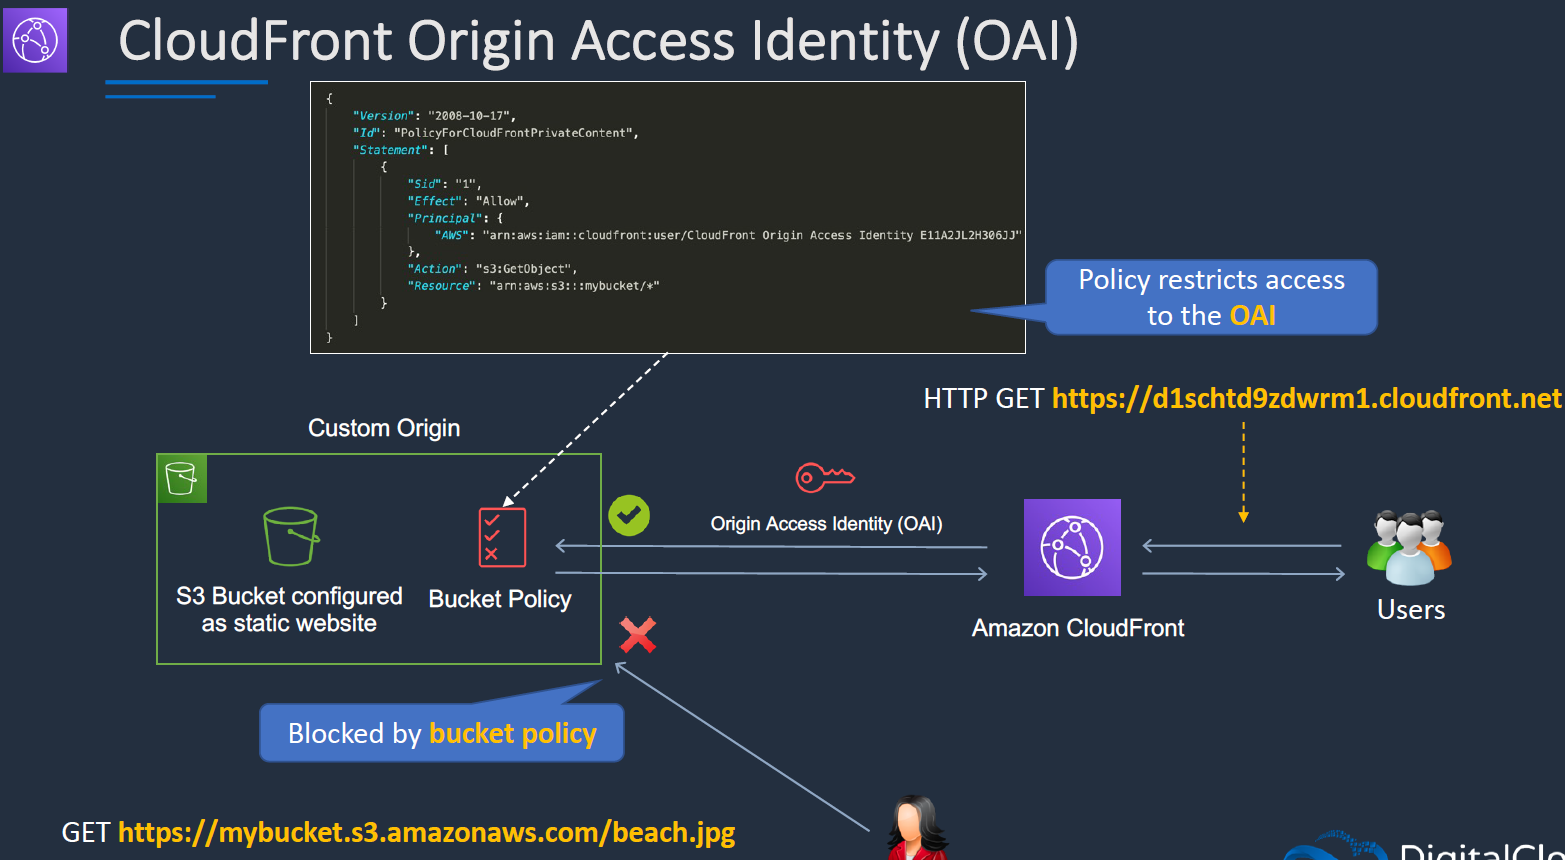 CloudFront Origin Access Identity (OAI)
{
"Version": "2008-10-17",
"Id": "PolicyForCloudFrontPrivateContent",
"Statement": [
{
"Sid": "1",
"Effect": "Allow",
"Principal": {
"AWS": "arn:aws:iam::cloudfront:user/CloudFront Origin Access Identity E11A2JL2H306JJ"
},
"Action": "s3:GetObject",
"Resource": "arn:aws:s3:::mybucket/*"
}
]
}
Policy restricts access
to the OAI
HTTP GET https://d1schtd9zdwrm1.cloudfront.net
Custom Origin
Origin Access Identity (OAI)
S3 Bucket configured
as static website
Bucket Policy
Amazon CloudFront
Users
Blocked by bucket policy
GET https://mybucket.s3.amazonaws.com/beach.jpg